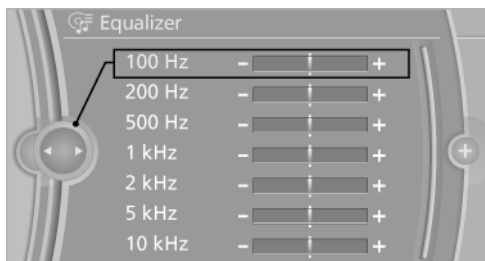 Equalizer
100 Hz - +
200 Hz - +
500 Hz - +
1 kHz - +
2 kHz - +
5 kHz - +
10 kHz - +
+